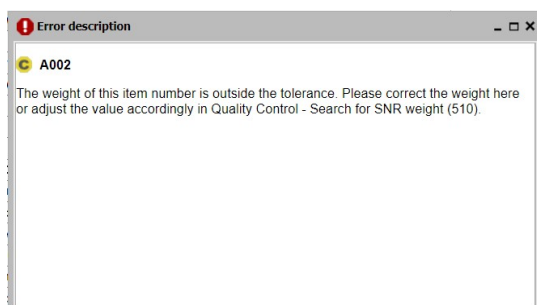 Error description
C A002
The weight of this item number is outside the tolerance. Please correct the weight here
or adjust the value accordingly in Quality Control - Search for SNR weight (510).